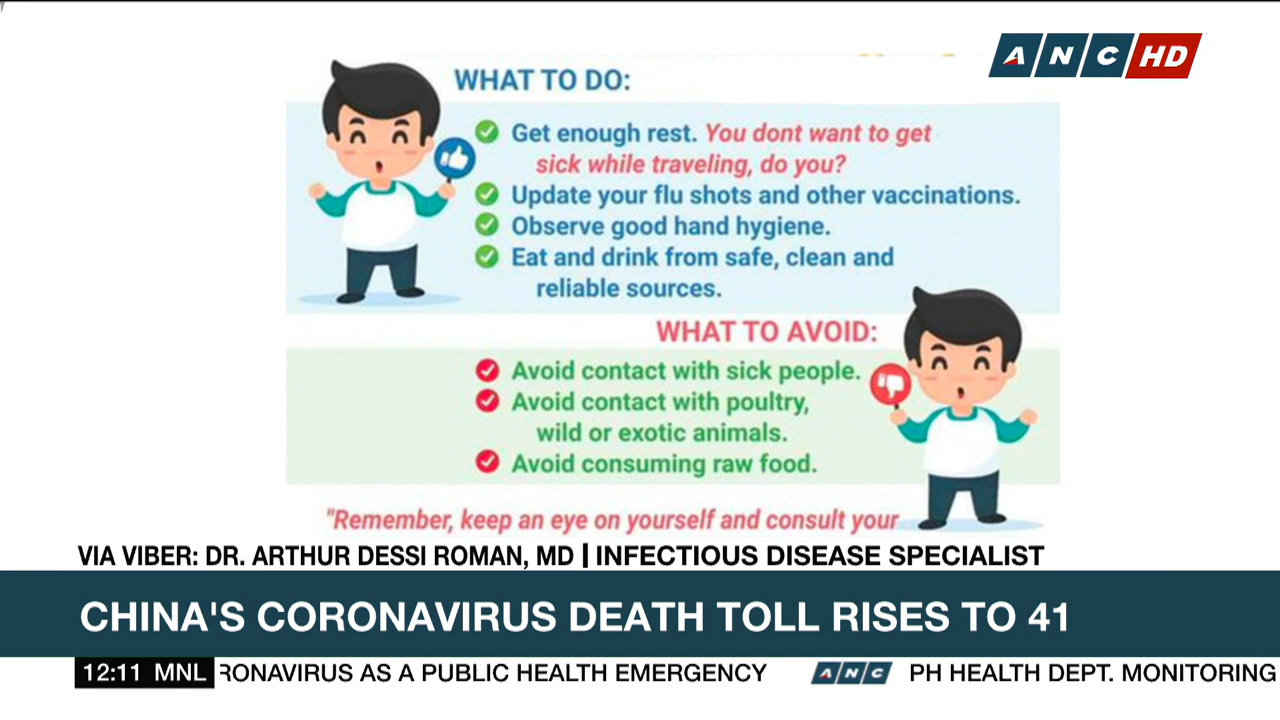 ANC HD
WHAT TO DO:
Get enough rest. You dont want to get
sick while traveling, do you?
Update your flu shots and other vaccinations.
Observe good hand hygiene.
Eat and drink from safe, clean and
reliable sources.
WHAT TO AVOID:
Avoid contact with sick people.
Avoid contact with poultry,
wild or exotic animals.
Avoid consuming raw food.
"Remember, keep an eye on yourself and consult your
VIA VIBER: DR. ARTHUR DESSI ROMAN, MD | INFECTIOUS DISEASE SPECIALIST
CHINA'S CORONAVIRUS DEATH TOLL RISES TO 41
12:11 MNL RONAVIRUS AS A PUBLIC HEALTH EMERGENCY ANC PH HEALTH DEPT. MONITORING